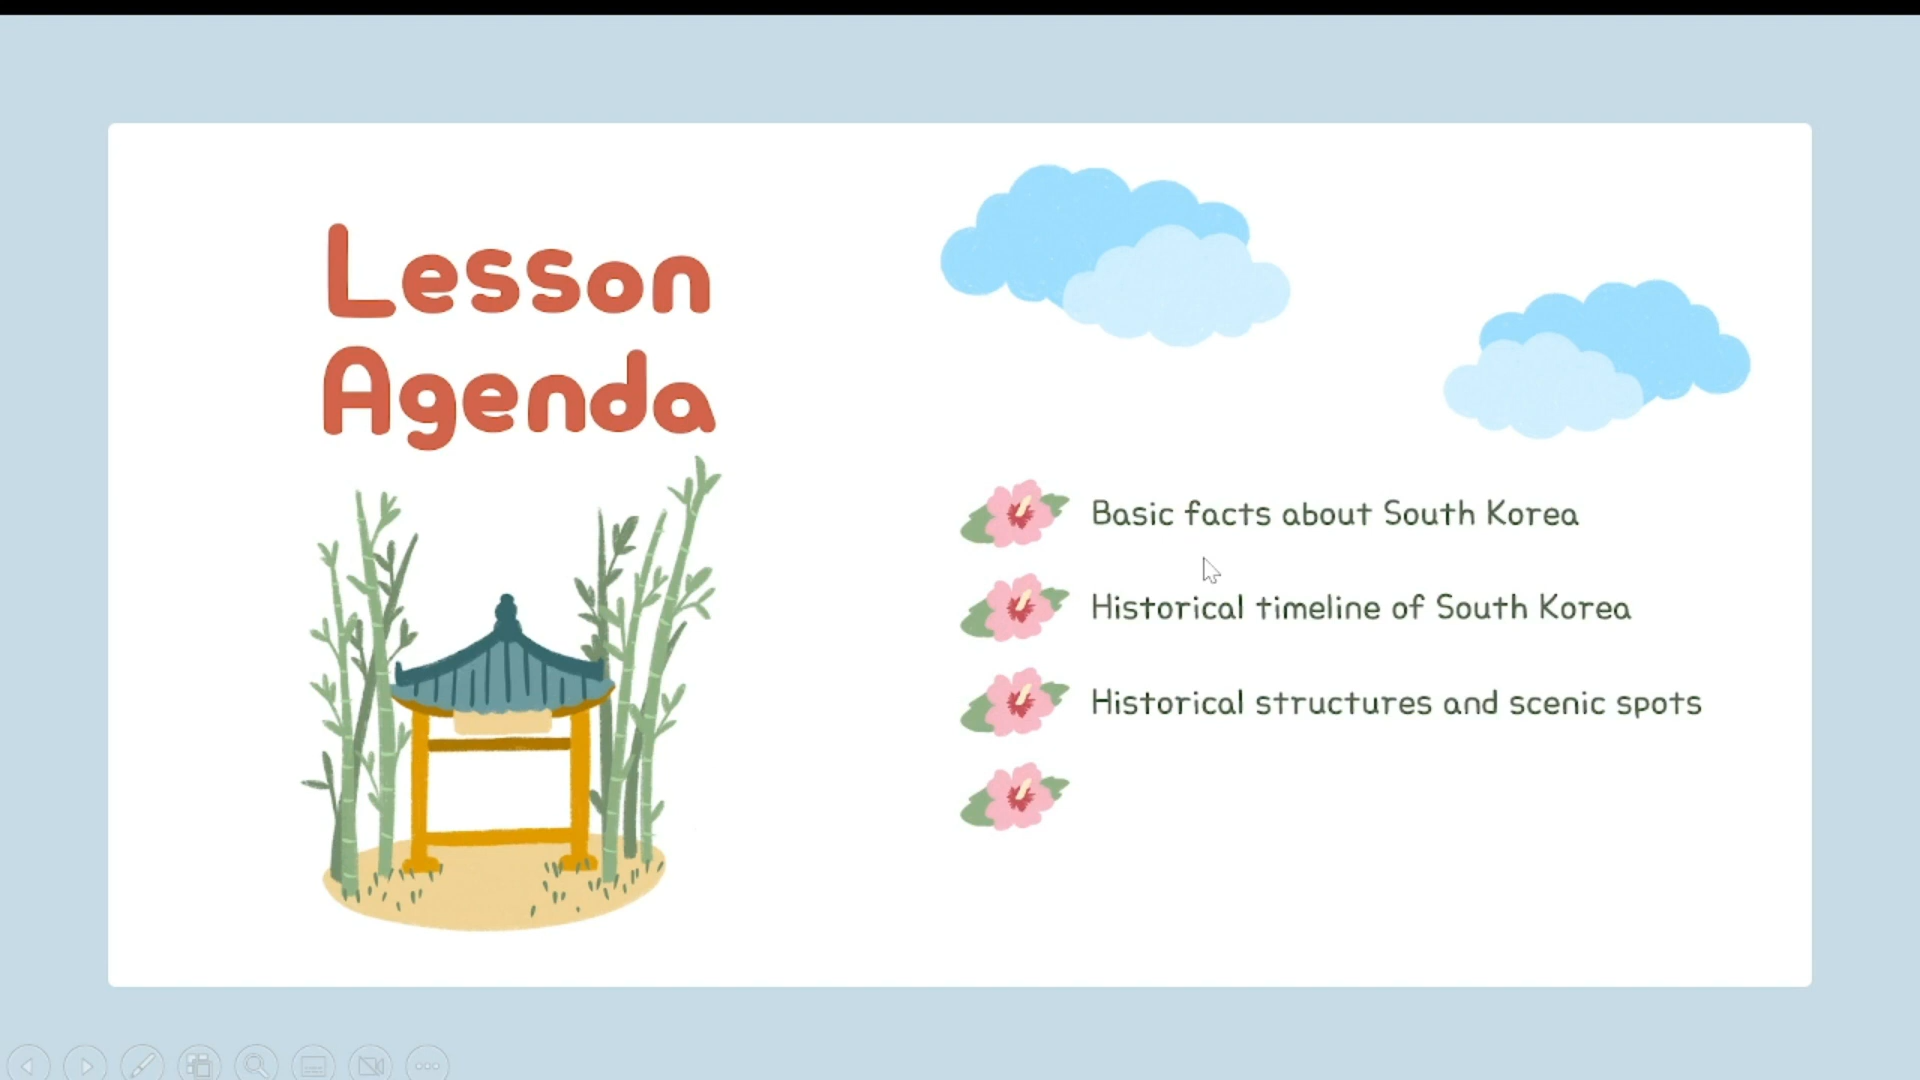 Lesson
Agenda
Basic facts about South Korea
Historical timeline of South Korea
Historical structures and scenic spots